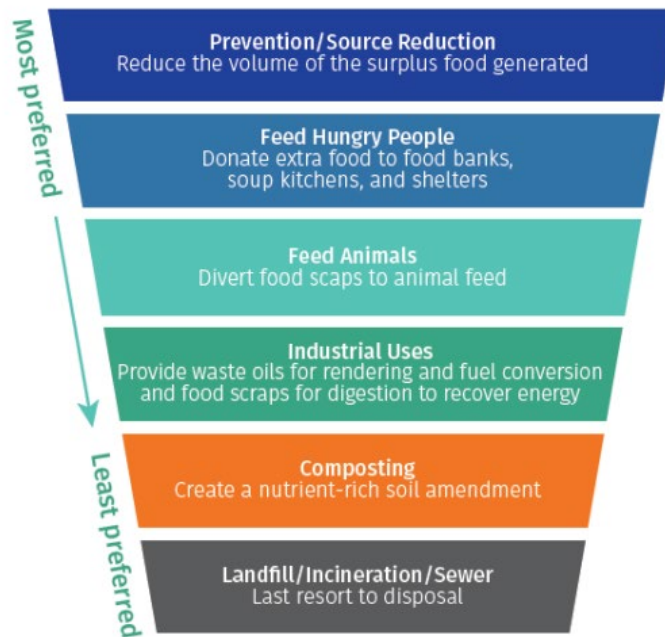 Most preferred
Prevention/Source Reduction
Reduce the volume of the surplus food generated
Feed Hungry People
Donate extra food to food banks,
soup kitchens, and shelters
Feed Animals
Divert food scaps to animal feed
Industrial Uses
Provide waste oils for rendering and fuel conversion
and food scraps for digestion to recover energy
Composting
Create a nutrient-rich soil amendment
Least preferred
Landfill/Incineration/Sewer
Last resort to disposal